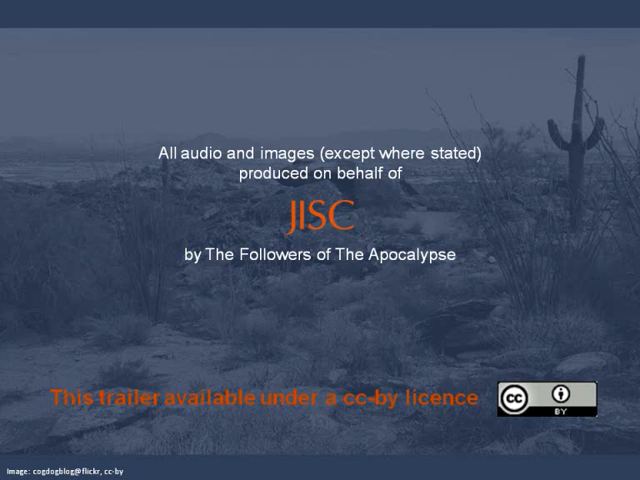 All audio and images (except where stated)
produced on behalf of
JISC
by The Followers of The Apocalypse
This trailer available under a cc-by licence
cc
BY
Image: cogdogblog@flickr, cc-by